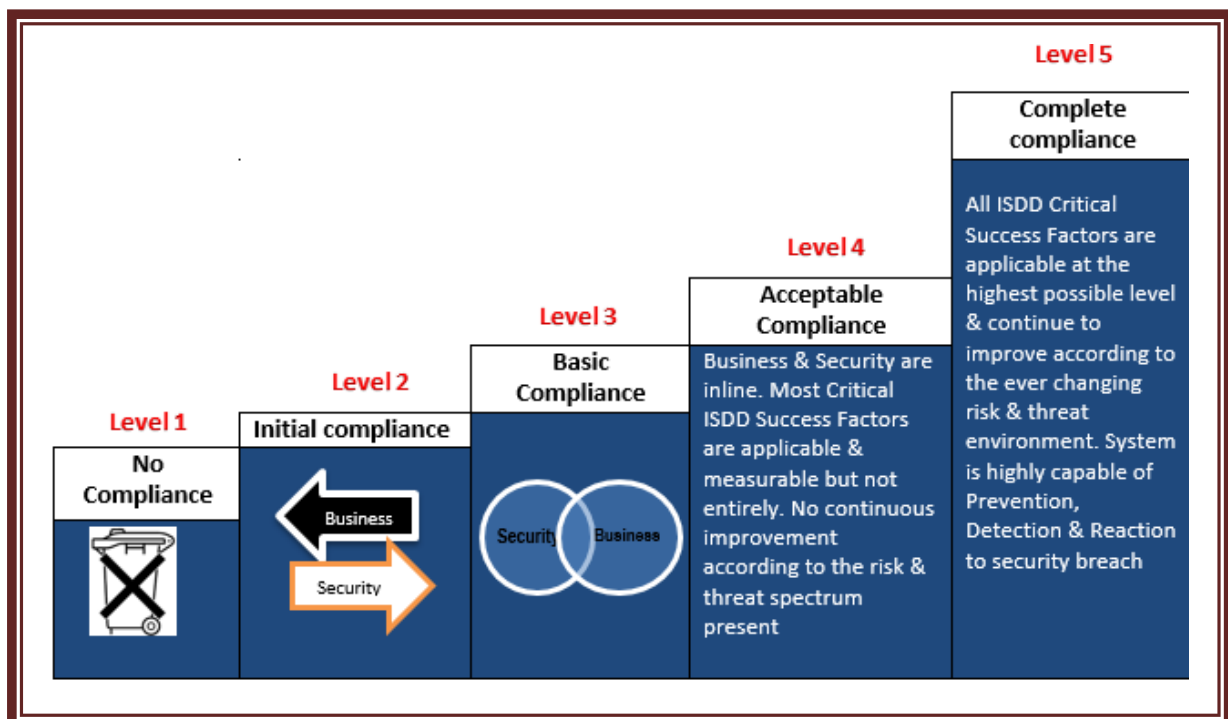 Level 1
No
Compliance
Level 2
Initial compliance
Business
Security
Level 3
Basic
Compliance
Security
Business
Level 4
Acceptable
Compliance
Business & Security are
inline. Most Critical
ISDD Success Factors
are applicable &
measurable but not
entirely. No continuous
improvement
according to the risk &
threat spectrum
present
Level 5
Complete
compliance
All ISDD Critical
Success Factors are
applicable at the
highest possible level
& continue to
improve according to
the ever changing
risk & threat
environment. System
is highly capable of
Prevention,
Detection & Reaction
to security breach